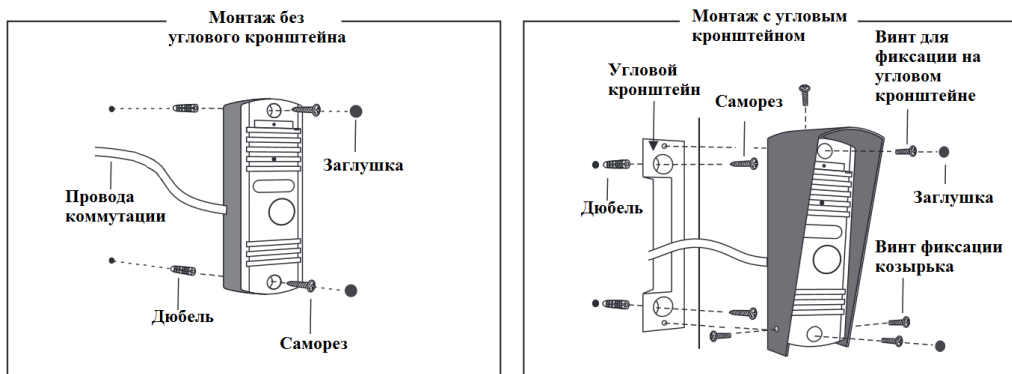 Монтаж без
углового кронштейна
Заглушка
Провода
коммутации
Дюбель
Саморез
Монтаж с угловым
кронштейном
Винт для
фиксации на
угловом
кронштейне
Угловой
кронштейн
Саморез
Дюбель
Заглушка
Винт фиксации
козырька